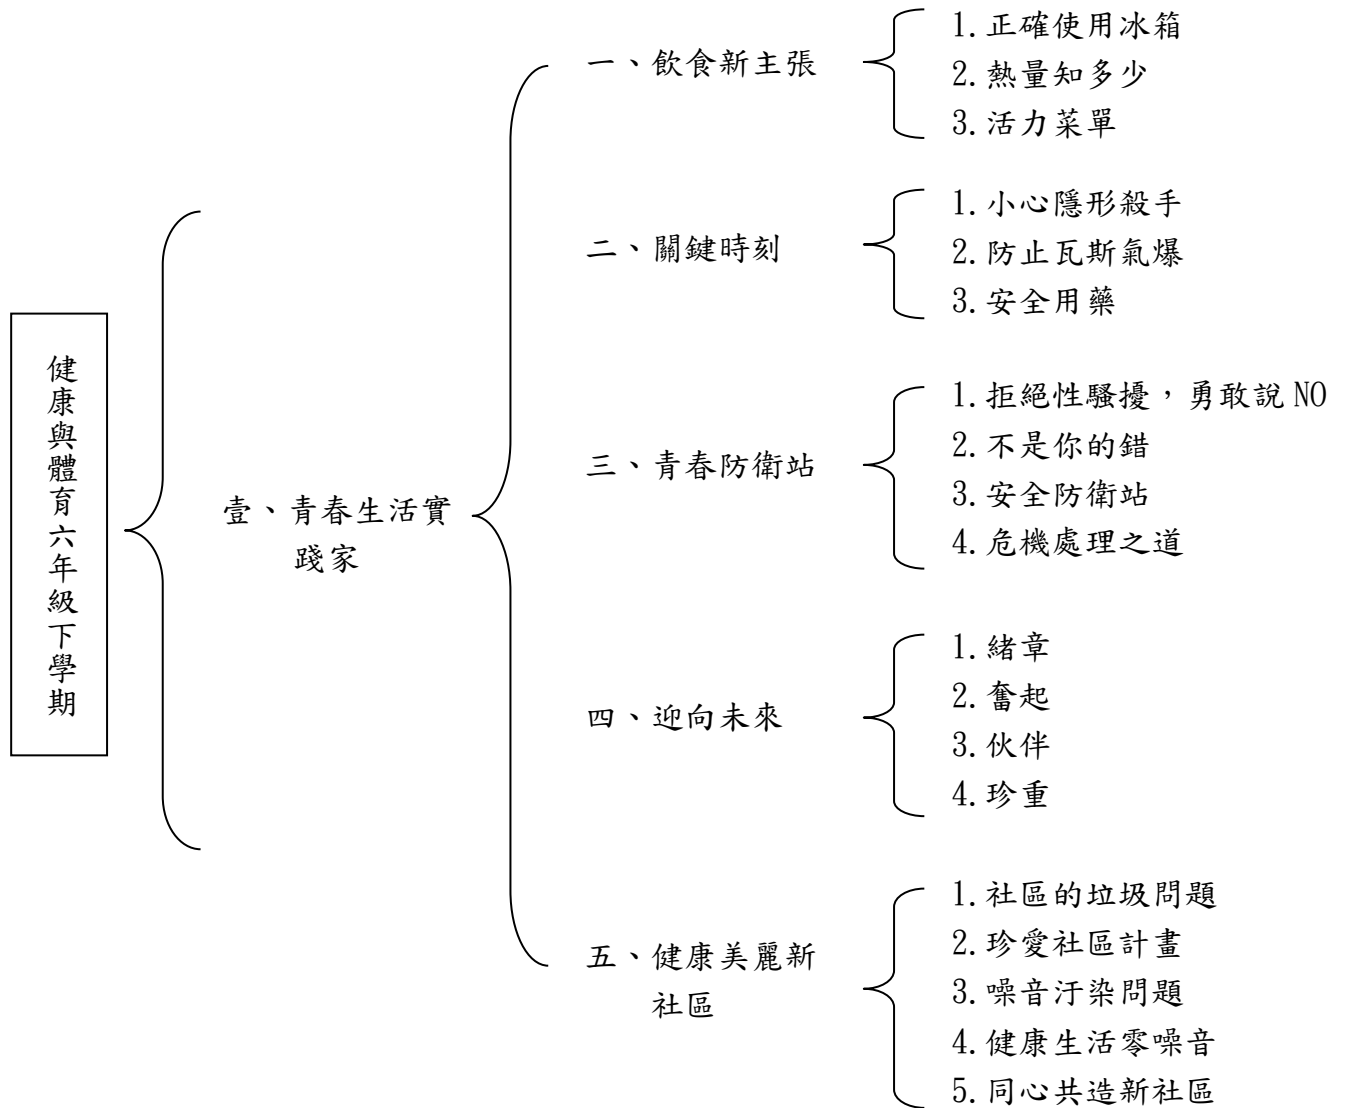 健康與體育六年級下學期
壹、青春生活實
踐家
一、飲食新主張
1.正確使用冰箱
2.熱量知多少
3.活力菜單
二、關鍵時刻
1.小心隱形殺手
2.防止瓦斯氣爆
3.安全用藥
三、青春防衛站
1.拒絕性騷擾，勇敢說 NO
2.不是你的錯
3.安全防衛站
4.危機處理之道
四、迎向未來
1.緒章
2.奮起
3.伙伴
4.珍重
五、健康美麗新
社區
1.社區的垃圾問題
2.珍愛社區計畫
3.噪音汙染問題
4.健康生活零噪音
5.同心共造新社區